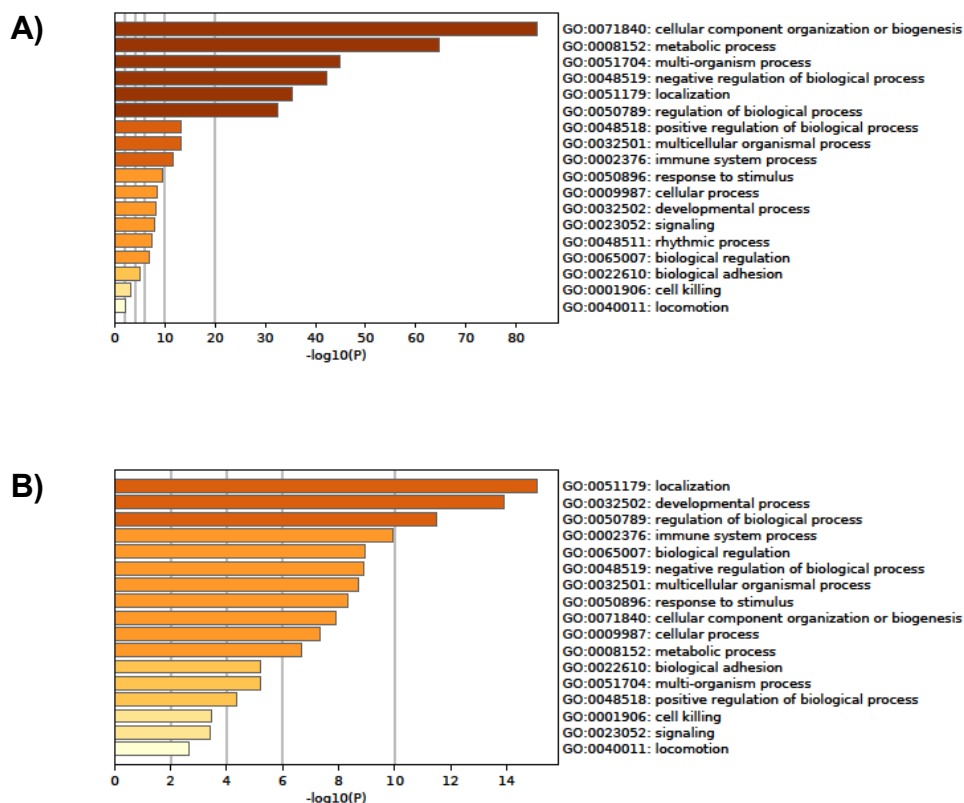 A)
GO:0071840: cellular component organization or biogenesis
GO:0008152: metabolic process
GO:0051704: multi-organism process
GO:0048519: negative regulation of biological process
GO:0051179: localization
GO:0050789: regulation of biological process
GO:0048518: positive regulation of biological process
GO:0032501: multicellular organismal process
GO:0002376: immune system process
GO:0050896: response to stimulus
GO:0009987: cellular process
GO:0032502: developmental process
GO:0023052: signaling
GO:0048511: rhythmic process
GO:0065007: biological regulation
GO:0022610: biological adhesion
GO:0001906: cell killing
GO:0040011: locomotion
0 10 20 30 40 50 60 70 80
-log10(P)
B)
GO:0051179: localization
GO:0032502: developmental process
GO:0050789: regulation of biological process
GO:0002376: immune system process
GO:0065007: biological regulation
GO:0048519: negative regulation of biological process
GO:0032501: multicellular organismal process
GO:0050896: response to stimulus
GO:0071840: cellular component organization or biogenesis
GO:0009987: cellular process
GO:0008152: metabolic process
GO:0022610: biological adhesion
GO:0051704: multi-organism process
GO:0048518: positive regulation of biological process
GO:0001906: cell killing
GO:0023052: signaling
GO:0040011: locomotion
0 2 4 6 8 10 12 14
-log10(P)